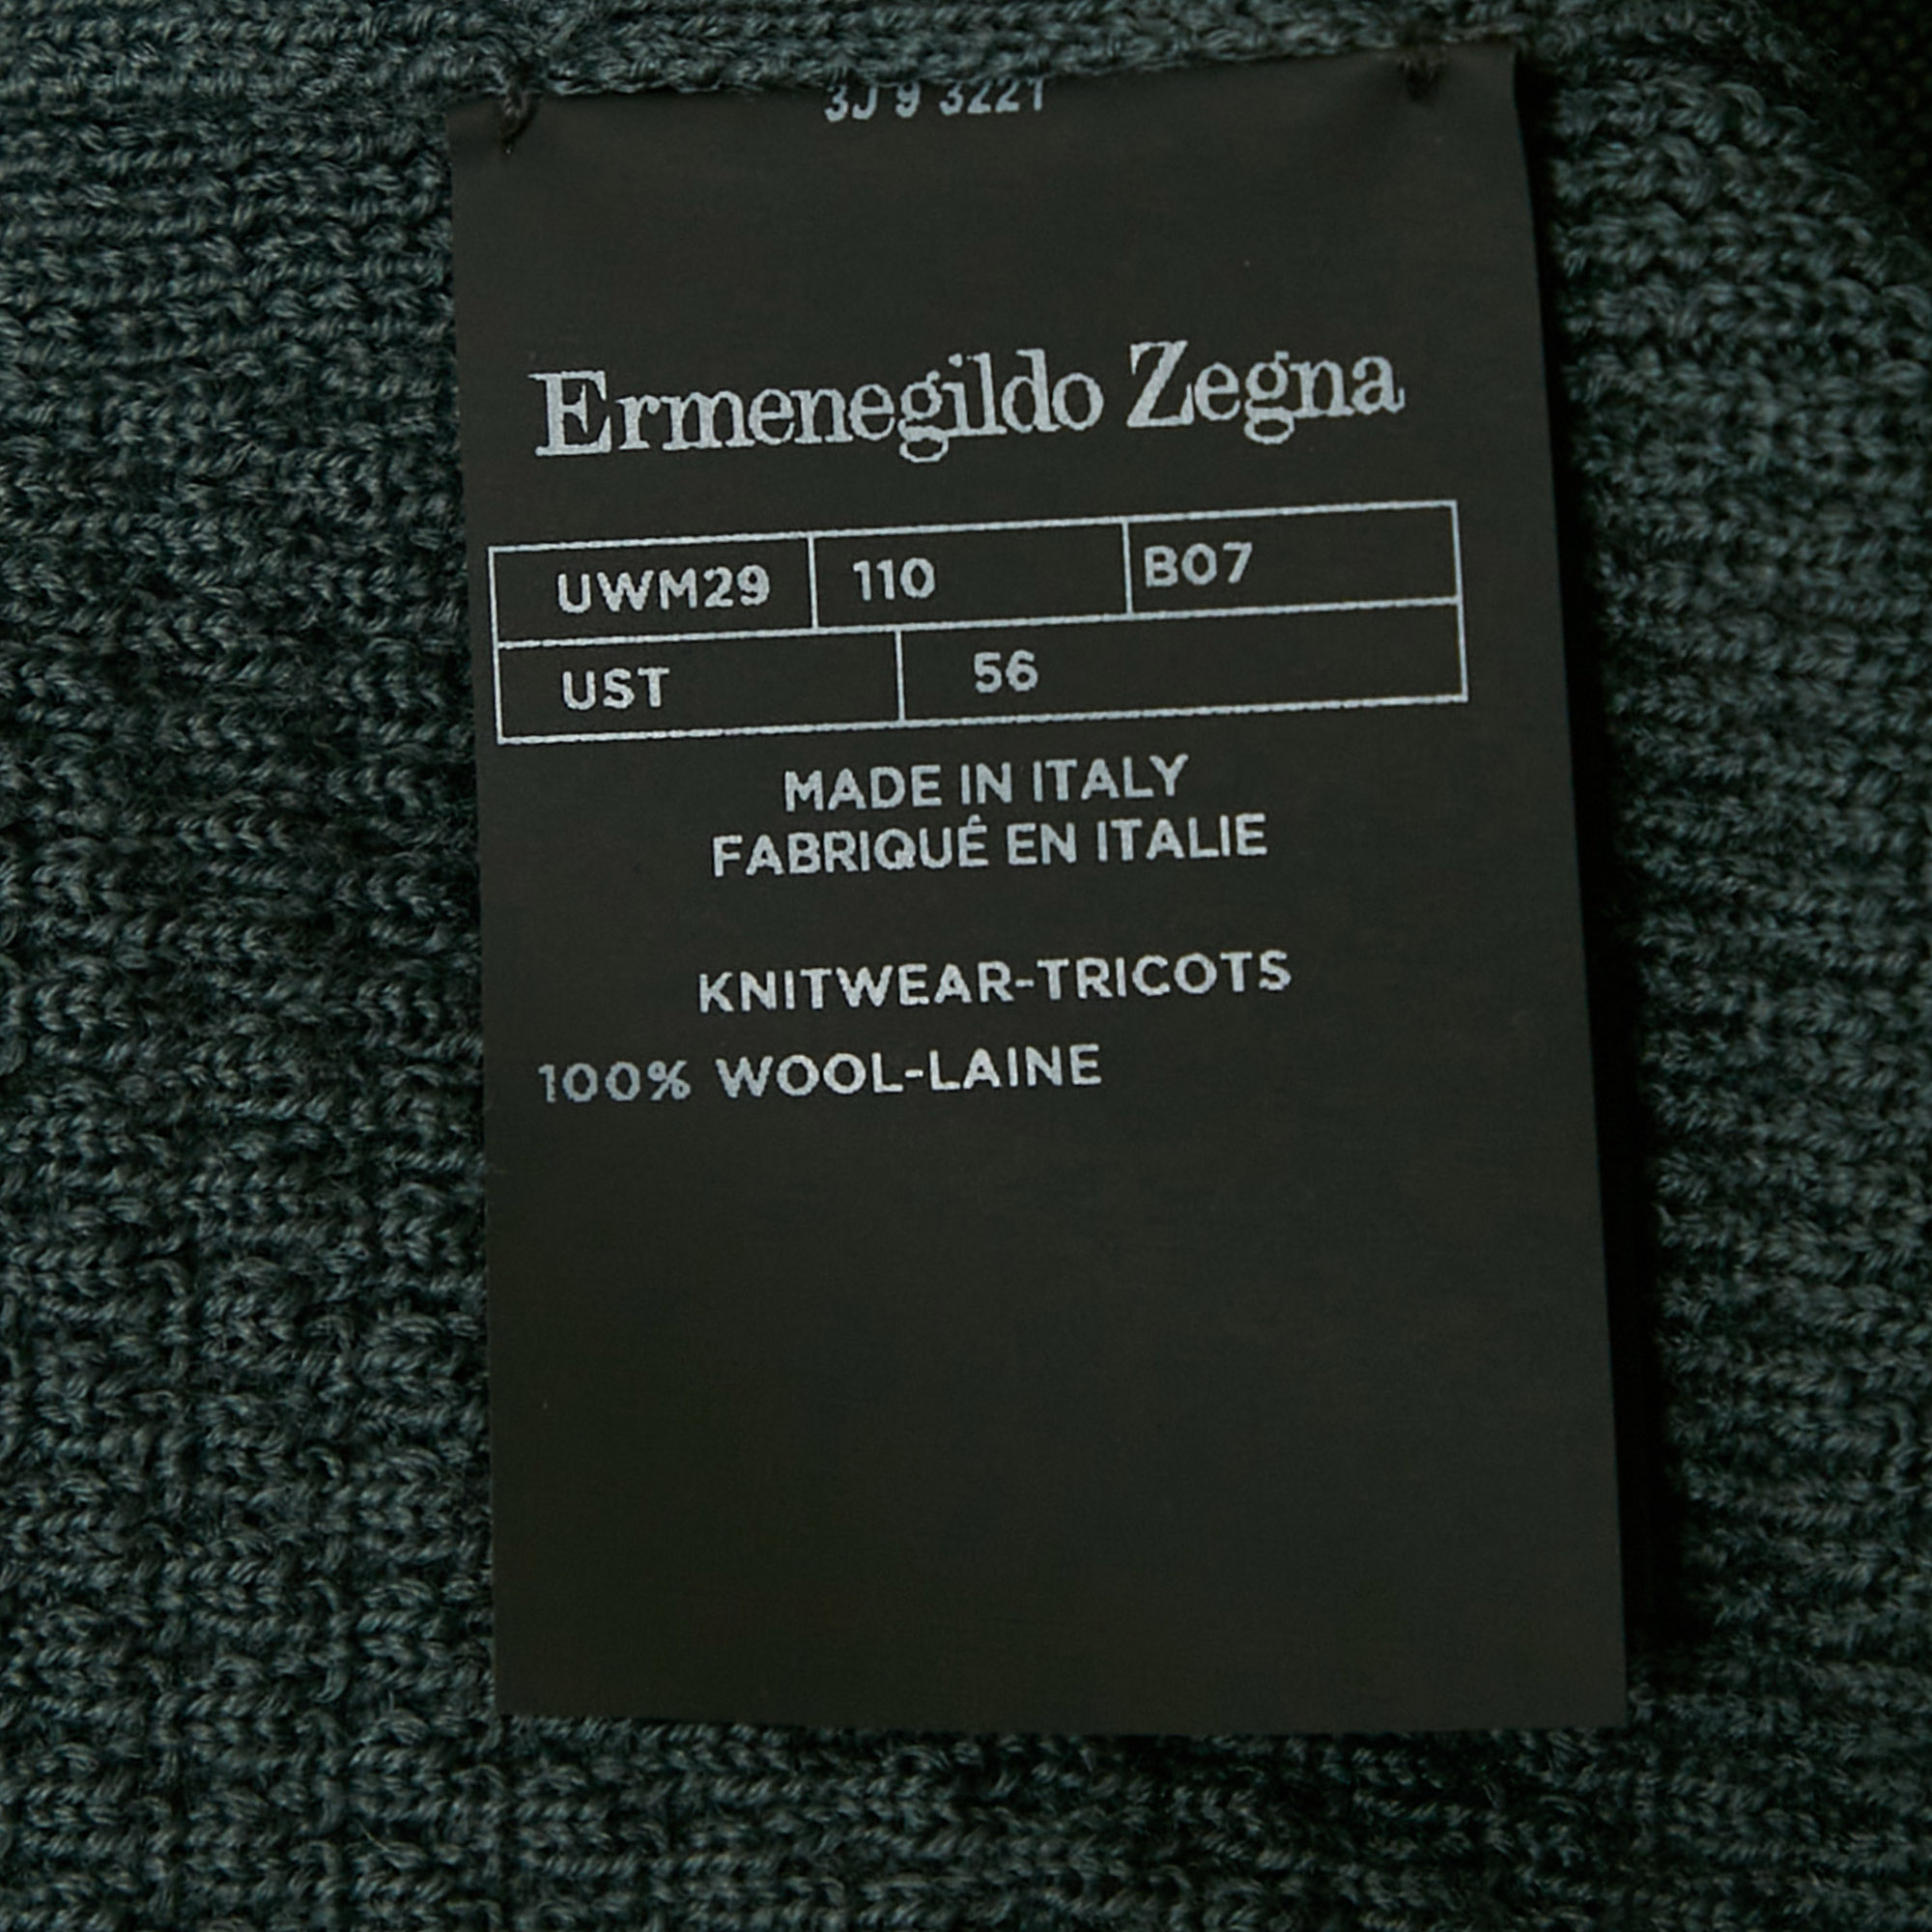 3J 9 3221
Ermenegildo Zegna
UWM29 110 B07
UST 56
MADE IN ITALY
FABRIQUÉ EN ITALIE
KNITWEAR-TRICOTS
100% WOOL-LAINE